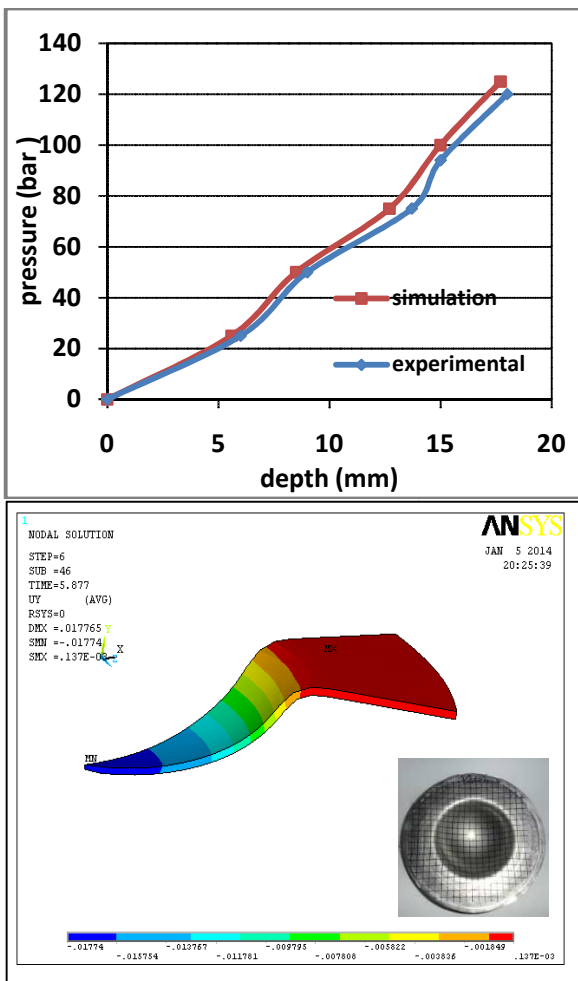 140
120
100
80
60
40
20
0
pressure (bar )
simulation
experimental
0 5 10 15 20
depth (mm)
1
NODAL SOLUTION
ANSYS
STEP=6
JAN 5 2014
SUB =46
20:25:39
TIME=5.877
UY (AVG)
RSYS=0
DMX =.017765
SMN =-.01774
SMX =.137E-03
Y
X
Z
MX
MN
-.01774 -.013767 -.009795 -.005822 -.001849
-.015754 -.011781 -.007808 -.003836 .137E-03